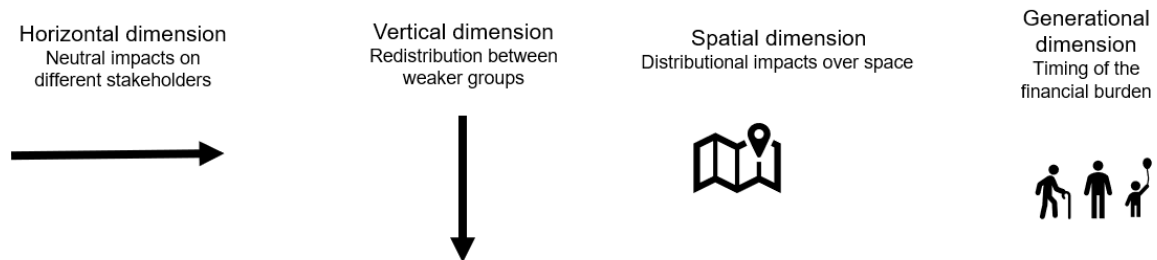 Horizontal dimension
Neutral impacts on
different stakeholders
Vertical dimension
Redistribution between
weaker groups
Spatial dimension
Distributional impacts over space
Generational
dimension
Timing of the
financial burden